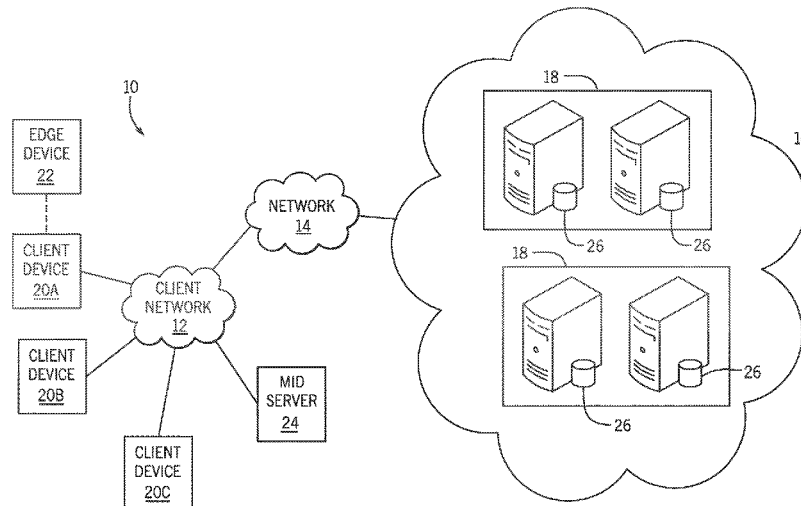 10
18
EDGE
DEVICE
22
NETWORK
14
26
26
18
CLIENT
DEVICE
20A
CLIENT
NETWORK
12
CLIENT
DEVICE
20B
MID
SERVER
24
26
26
CLIENT
DEVICE
20C